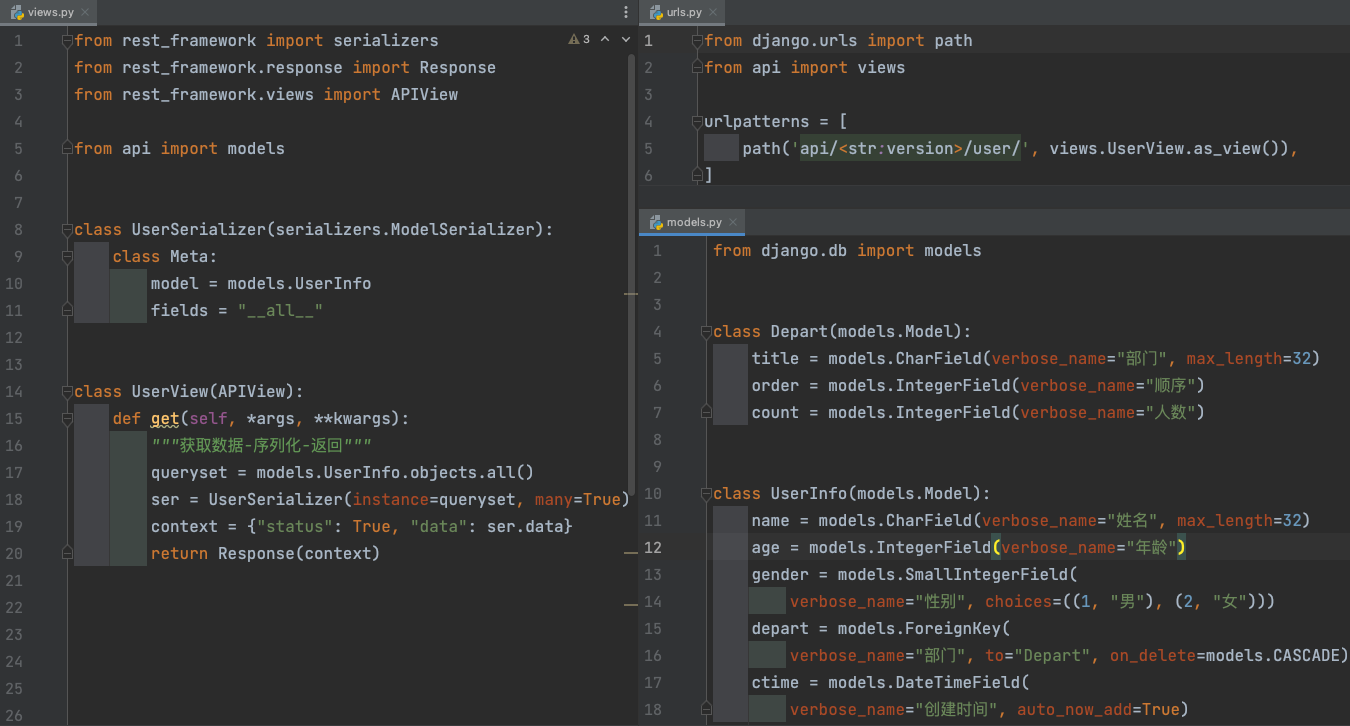 views.py
1 from rest_framework import serializers
2 from rest_framework.response import Response
3 from rest_framework.views import APIView
4
5 from api import models
6
7
8 class UserSerializer(serializers.ModelSerializer):
9     class Meta:
10         model = models.UserInfo
11         fields = "__all__"
12
13
14 class UserView(APIView):
15     def get(self, *args, **kwargs):
16         """获取数据-序列化-返回"""
17         queryset = models.UserInfo.objects.all()
18         ser = UserSerializer(instance=queryset, many=True)
19         context = {"status": True, "data": ser.data}
20         return Response(context)
21
22
23
24
25
26
3
urls.py
1 from django.urls import path
2 from api import views
3
4 urlpatterns = [
5     path('api/<str:version>/user/', views.UserView.as_view()),
6 ]
models.py
1 from django.db import models
2
3
4 class Depart(models.Model):
5     title = models.CharField(verbose_name="部门", max_length=32)
6     order = models.IntegerField(verbose_name="顺序")
7     count = models.IntegerField(verbose_name="人数")
8
9
10 class UserInfo(models.Model):
11     name = models.CharField(verbose_name="姓名", max_length=32)
12     age = models.IntegerField(verbose_name="年龄")
13     gender = models.SmallIntegerField(
14         verbose_name="性别", choices=((1, "男"), (2, "女")))
15     depart = models.ForeignKey(
16         verbose_name="部门", to="Depart", on_delete=models.CASCADE)
17     ctime = models.DateTimeField(
18         verbose_name="创建时间", auto_now_add=True)